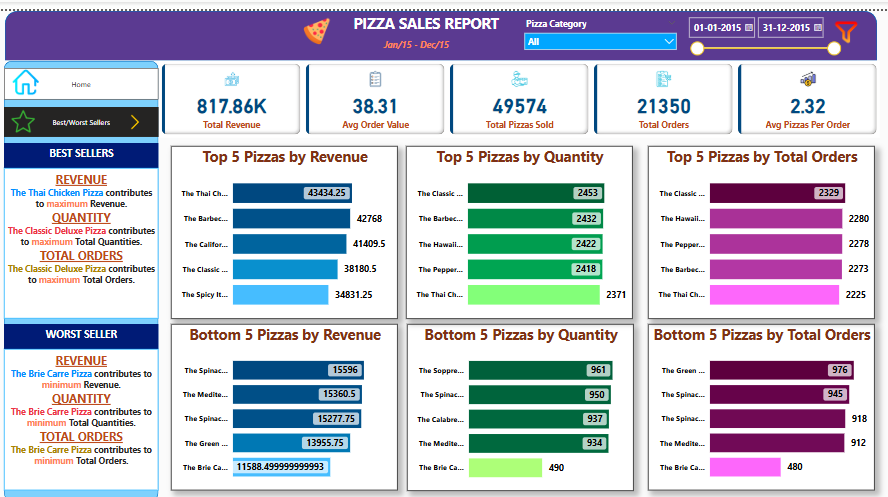 PIZZA SALES REPORT
Jan/15 - Dec/15
Pizza Category
All
01-01-2015
31-12-2015
Home
Best/Worst Sellers
817.86K
Total Revenue
38.31
Avg Order Value
49574
Total Pizzas Sold
21350
Total Orders
2.32
Avg Pizzas Per Order
BEST SELLERS
REVENUE
The Thai Chicken Pizza contributes
to maximum Revenue.
QUANTITY
The Classic Deluxe Pizza contributes
to maximum Total Quantities.
TOTAL ORDERS
The Classic Deluxe Pizza contributes
to maximum Total Orders.
Top 5 Pizzas by Revenue
The Thai Ch... 43434.25
The Barbec... 42768
The Califor... 41409.5
The Classic ... 38180.5
The Spicy It... 34831.25
Top 5 Pizzas by Quantity
The Classic ... 2453
The Barbec... 2432
The Hawaii... 2422
The Pepper... 2418
The Thai Ch... 2371
Top 5 Pizzas by Total Orders
The Classic ... 2329
The Hawaii... 2280
The Pepper... 2278
The Barbec... 2273
The Thai Ch... 2225
WORST SELLER
REVENUE
The Brie Carre Pizza contributes to
minimum Revenue.
QUANTITY
The Brie Carre Pizza contributes to
minimum Total Quantities.
TOTAL ORDERS
The Brie Carre Pizza contributes to
minimum Total Orders.
Bottom 5 Pizzas by Revenue
The Spinac... 15596
The Medite... 15360.5
The Spinac... 15277.75
The Green ... 13955.75
The Brie Ca... 11588.499999999993
Bottom 5 Pizzas by Quantity
The Soppre... 961
The Spinac... 950
The Calabre... 937
The Medite... 934
The Brie Ca... 490
Bottom 5 Pizzas by Total Orders
The Green ... 976
The Spinac... 945
The Spinac... 918
The Medite... 912
The Brie Ca... 480